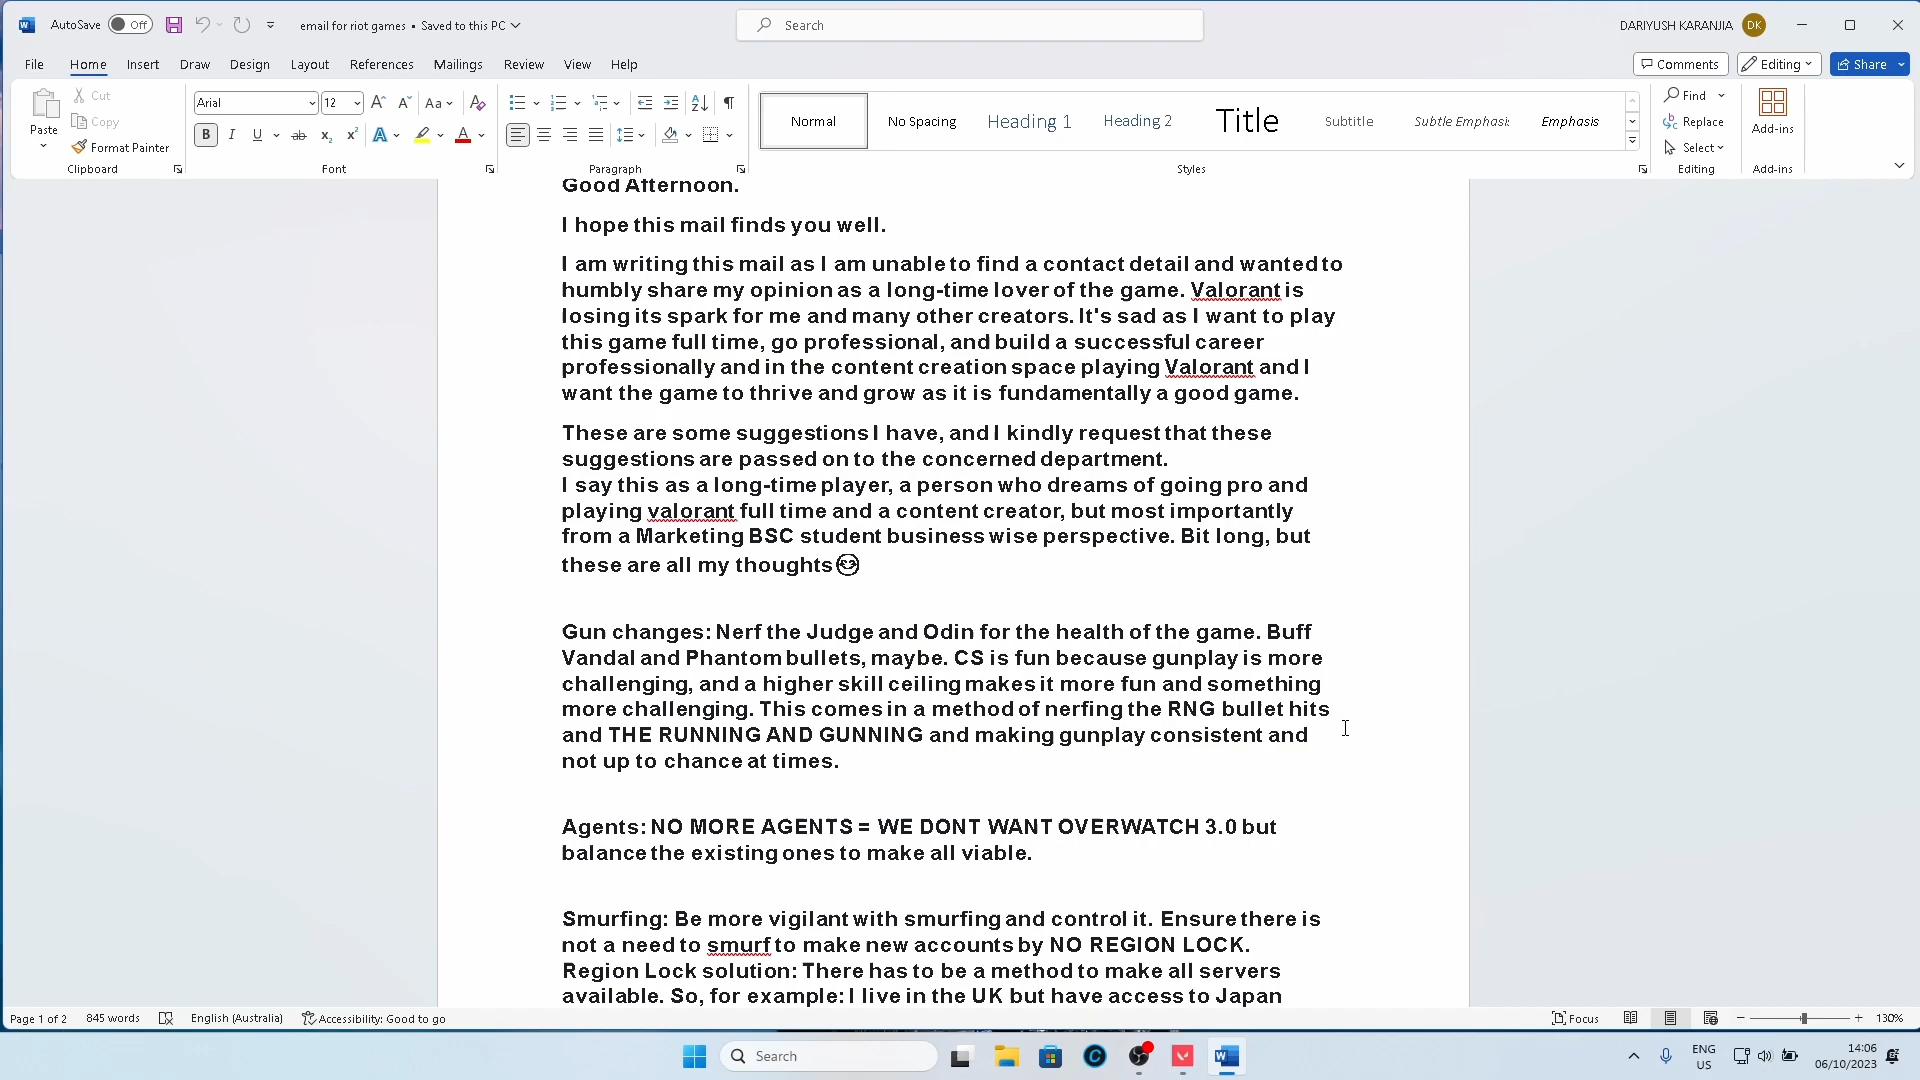 AutoSave Off email for riot games • Saved to this PC Search DARIYUSH KARANJIA DK
File Home Insert Draw Design Layout References Mailings Review View Help Comments Editing Share
Paste
Cut
Copy
Format Painter
Clipboard
Arial 12
Font
Paragraph
Normal No Spacing Heading 1 Heading 2 Title Subtitle Subtle Emphasis Emphasis
Styles
Find
Replace
Select
Editing
Add-ins
Add-ins
Good Afternoon.
I hope this mail finds you well.
I am writing this mail as I am unable to find a contact detail and wanted to
humbly share my opinion as a long-time lover of the game. Valorant is
losing its spark for me and many other creators. It's sad as I want to play
this game full time, go professional, and build a successful career
professionally and in the content creation space playing Valorant and I
want the game to thrive and grow as it is fundamentally a good game.
These are some suggestions I have, and I kindly request that these
suggestions are passed on to the concerned department.
I say this as a long-time player, a person who dreams of going pro and
playing valorant full time and a content creator, but most importantly
from a Marketing BSC student business wise perspective. Bit long, but
these are all my thoughts
Gun changes: Nerf the Judge and Odin for the health of the game. Buff
Vandal and Phantom bullets, maybe. CS is fun because gunplay is more
challenging, and a higher skill ceiling makes it more fun and something
more challenging. This comes in a method of nerfing the RNG bullet hits
and THE RUNNING AND GUNNING and making gunplay consistent and
not up to chance at times.
Agents: NO MORE AGENTS = WE DONT WANT OVERWATCH 3.0 but
balance the existing ones to make all viable.
Smurfing: Be more vigilant with smurfing and control it. Ensure there is
not a need to smurf to make new accounts by NO REGION LOCK.
Region Lock solution: There has to be a method to make all servers
available. So, for example: I live in the UK but have access to Japan
Page 1 of 2 845 words English (Australia) Accessibility: Good to go Focus 130%
Search ENG US 14:06 06/10/2023